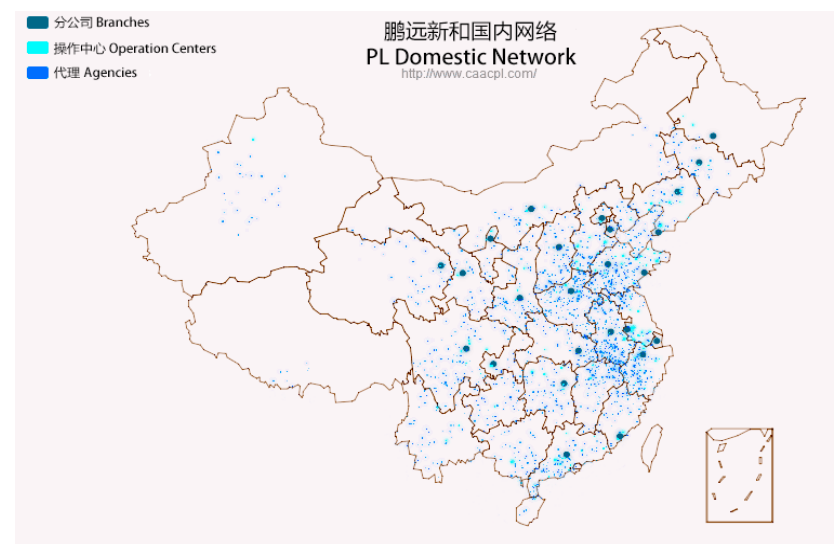 分公司 Branches
操作中心 Operation Centers
代理 Agencies
鹏远新和国内网络
PL Domestic Network
http://www.caacpl.com/